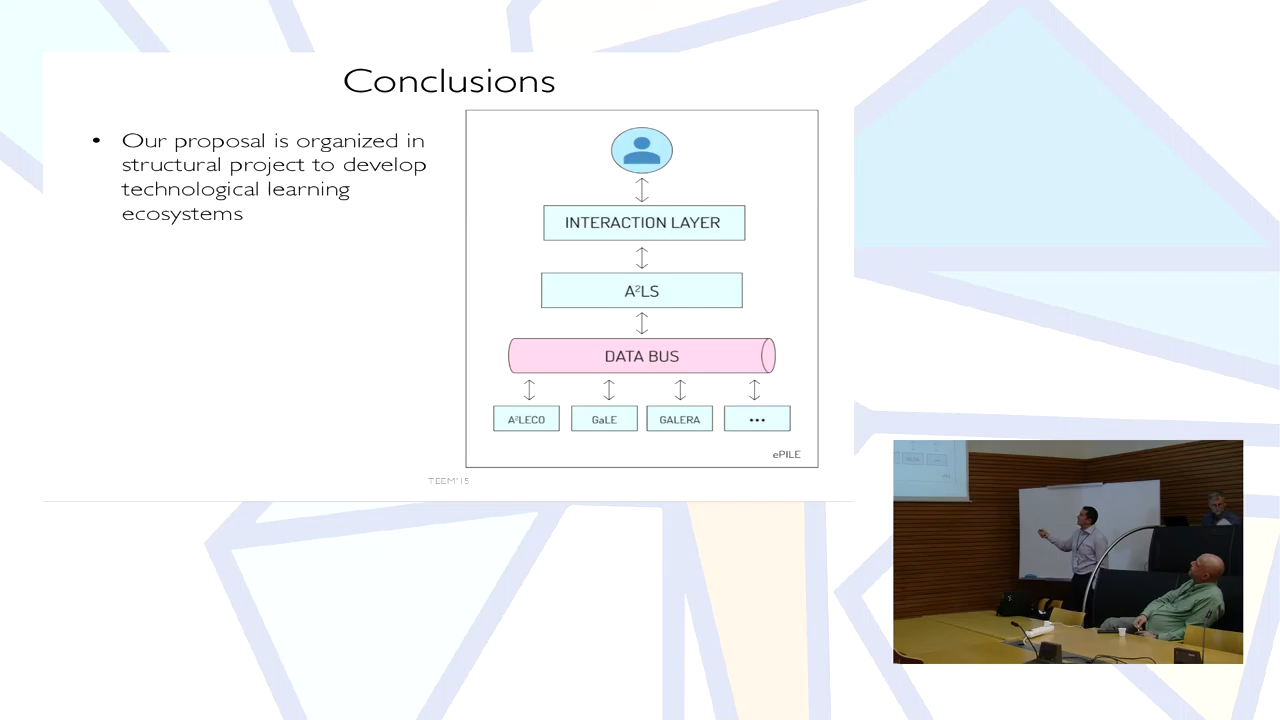 Conclusions
• Our proposal is organized in
structural project to develop
technological learning
ecosystems
INTERACTION LAYER
A²LS
DATA BUS
A²LECO GaLE GALERA •••
ePILE
TEEM'15